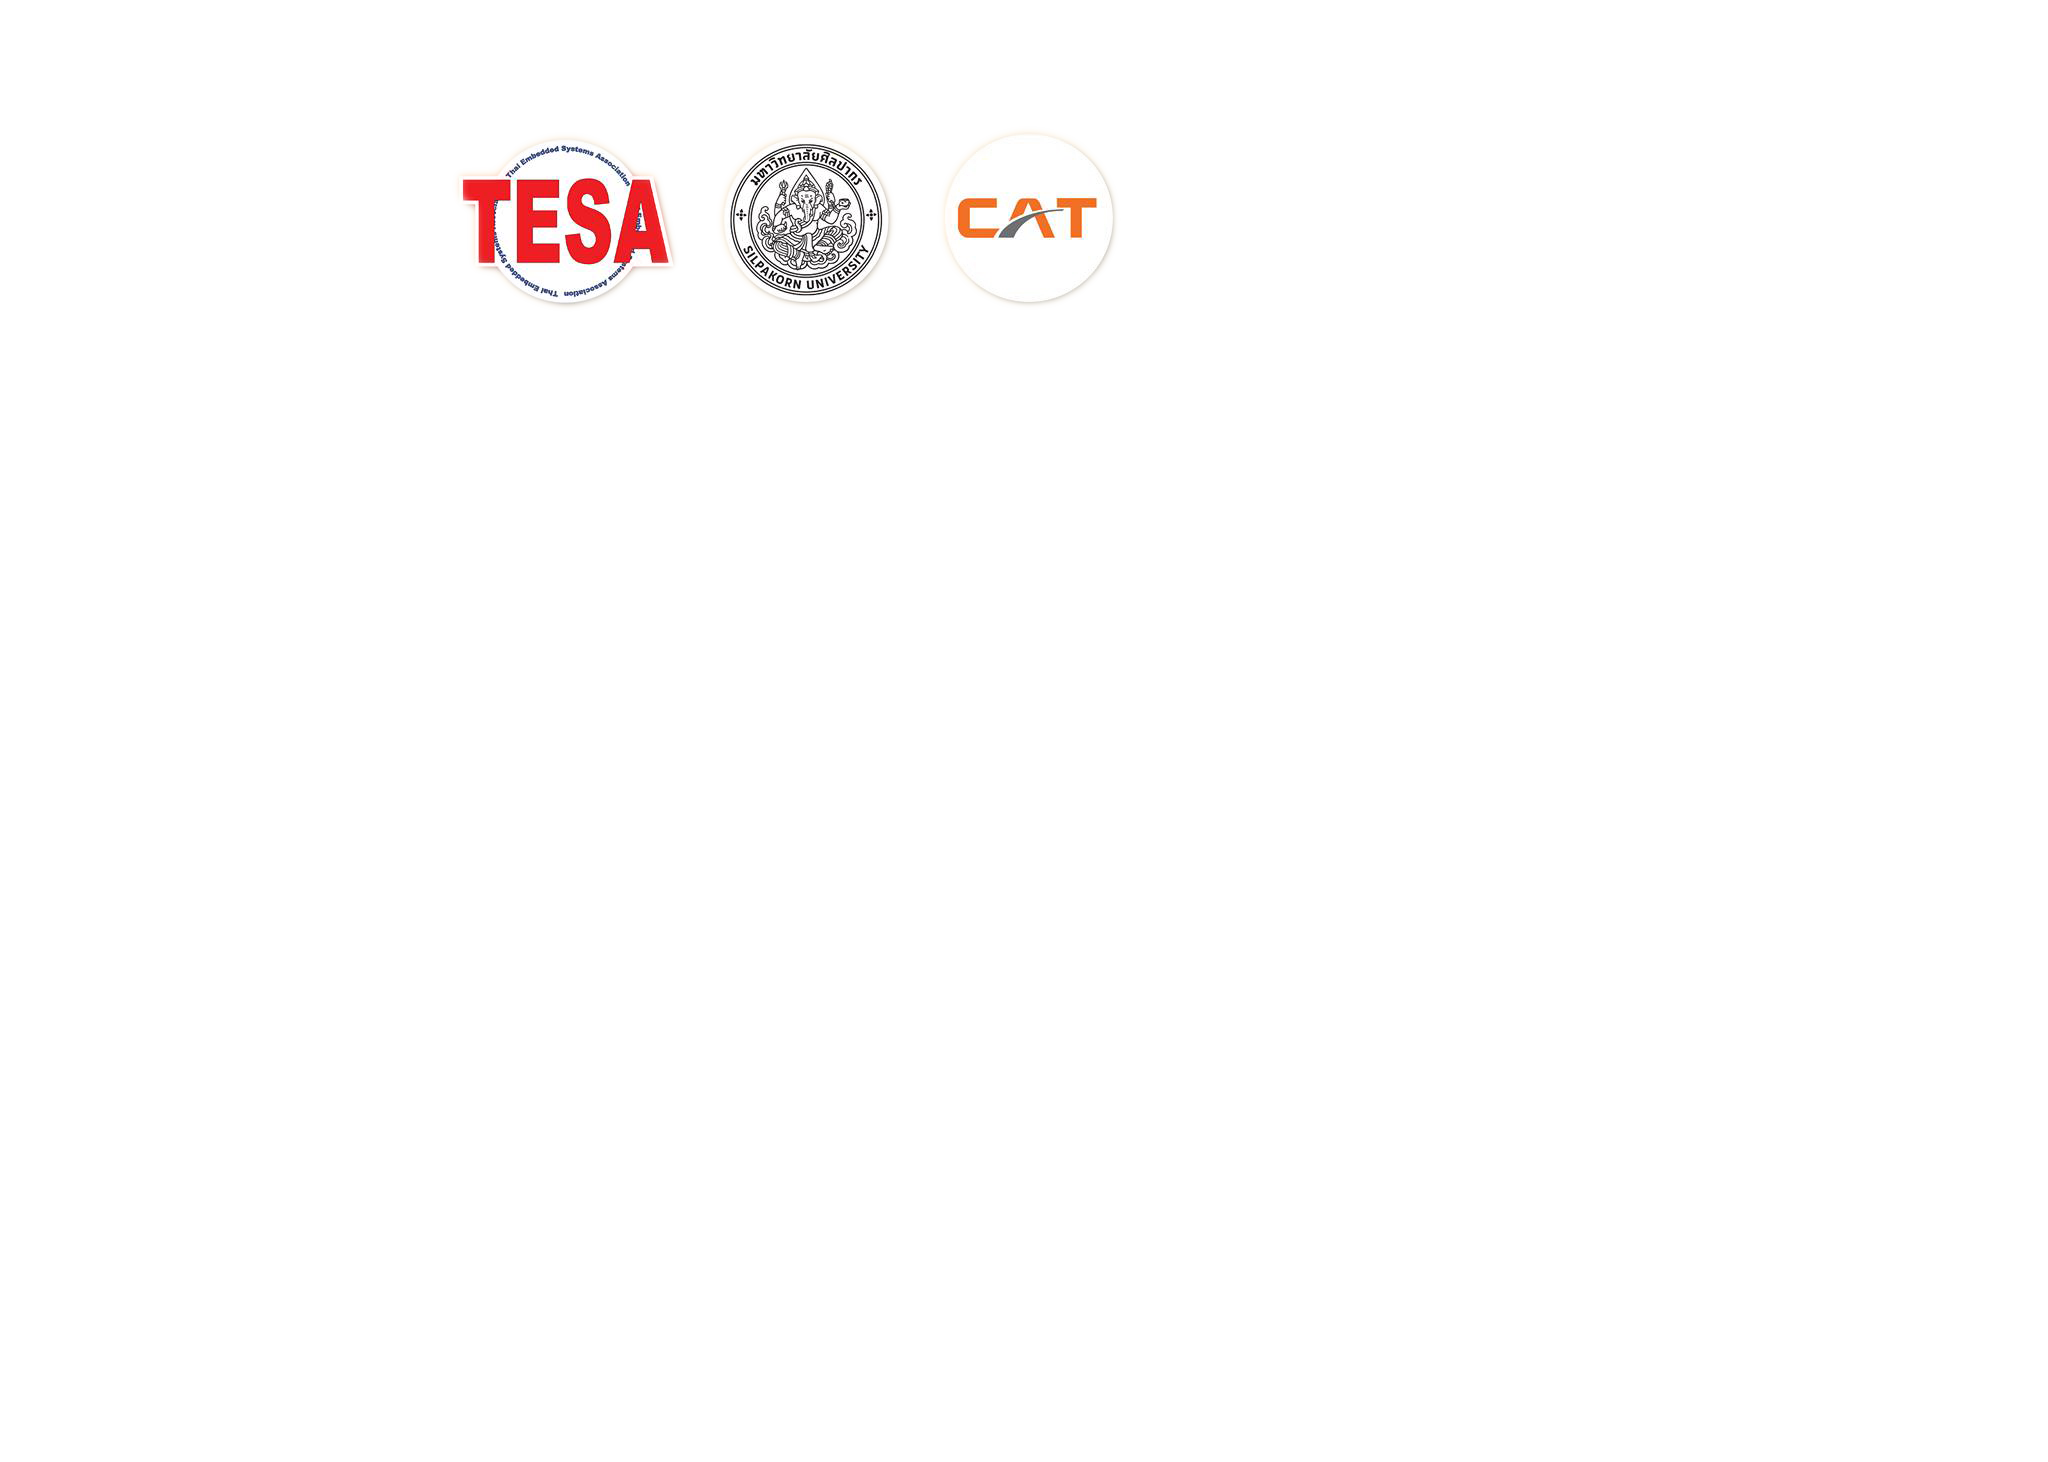 Thai Embedded Systems Association
TESA
Thai Embedded Systems
มหาวิทยาลัยศิลปากร
SILPAKORN UNIVERSITY
CAT